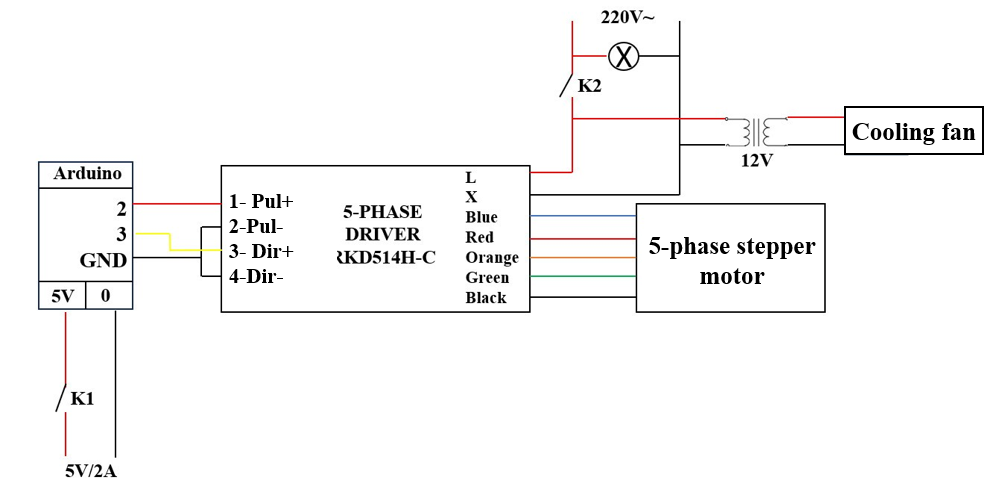 220V~
K2
12V
Cooling fan
Arduino
2
3
GND
5V
0
K1
5V/2A
1- Pul+
2-Pul-
3- Dir+
4-Dir-
5-PHASE
DRIVER
RKD514H-C
L
X
Blue
Red
Orange
Green
Black
5-phase stepper
motor